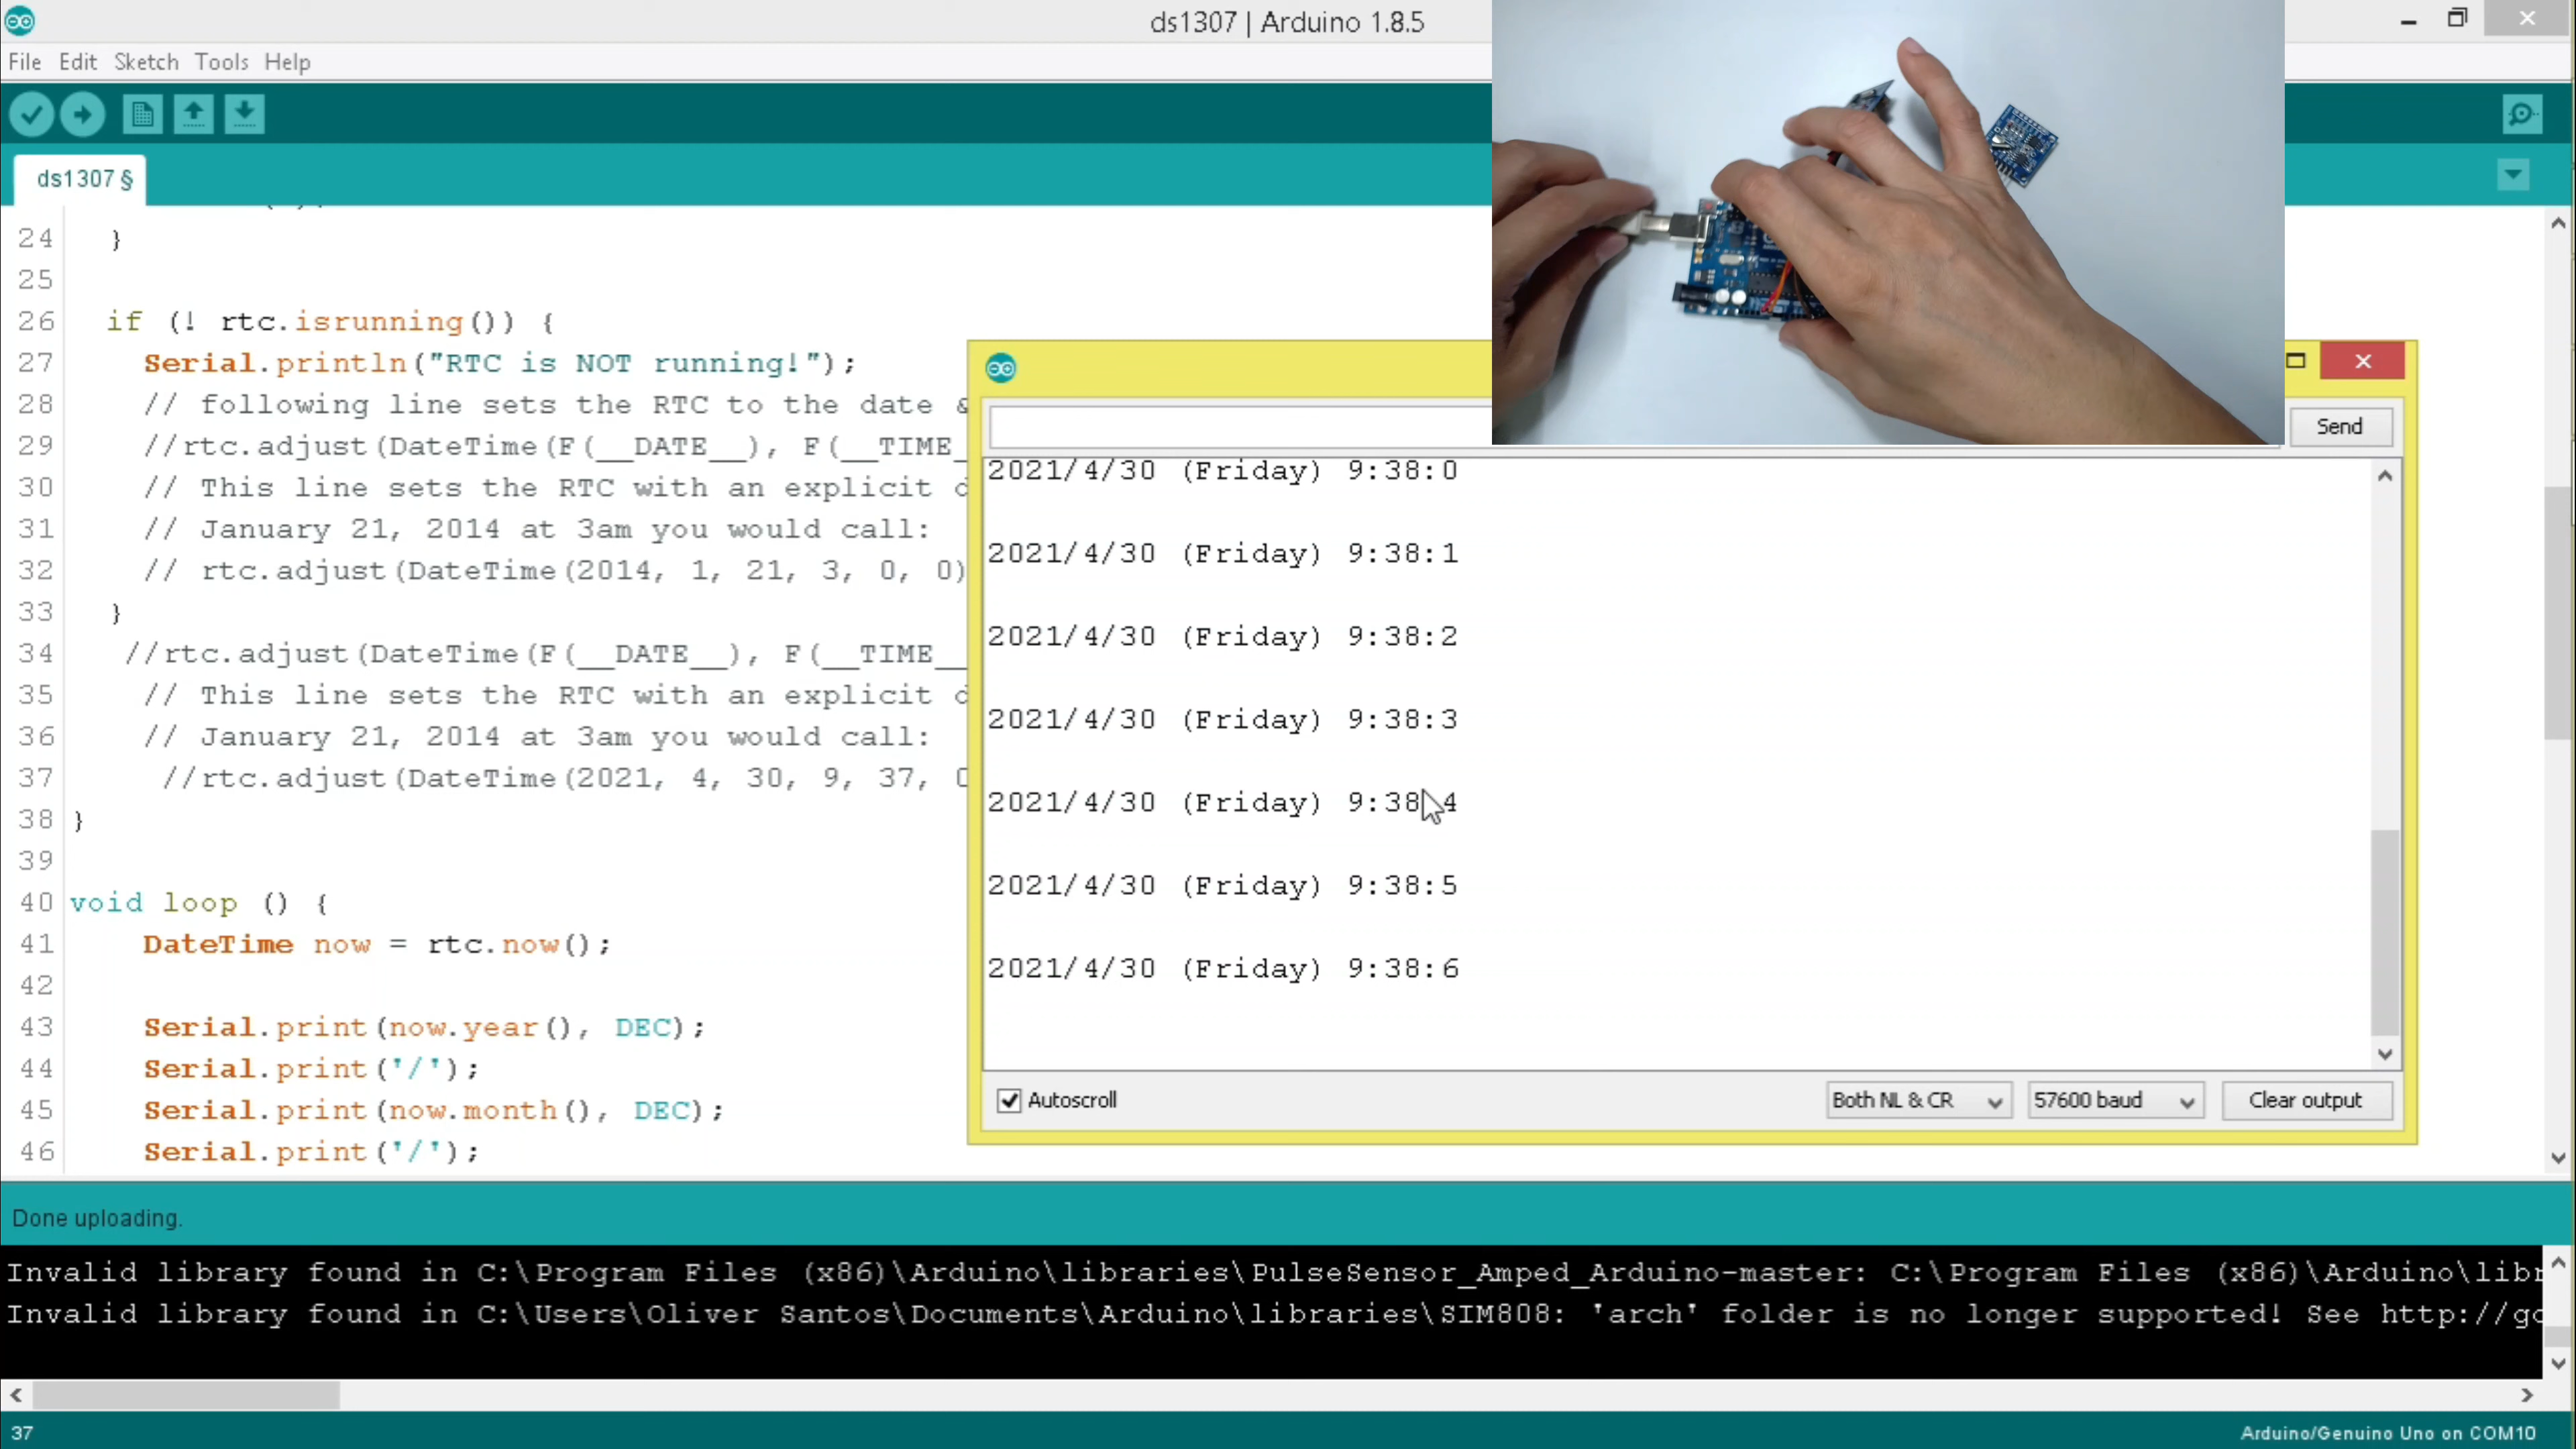 ds1307 | Arduino 1.8.5
File Edit Sketch Tools Help
ds1307 §
24 }
25
26 if (! rtc.isrunning()) {
27 Serial.println("RTC is NOT running!");
28 // following line sets the RTC to the date &
29 //rtc.adjust(DateTime(F(__DATE__), F(__TIME_
30 // This line sets the RTC with an explicit d
31 // January 21, 2014 at 3am you would call:
32 // rtc.adjust(DateTime(2014, 1, 21, 3, 0, 0)
33 }
34 //rtc.adjust(DateTime(F(__DATE__), F(__TIME__
35 // This line sets the RTC with an explicit d
36 // January 21, 2014 at 3am you would call:
37 //rtc.adjust(DateTime(2021, 4, 30, 9, 37, 0
38 }
39
40 void loop () {
41 DateTime now = rtc.now();
42
43 Serial.print(now.year(), DEC);
44 Serial.print('/');
45 Serial.print(now.month(), DEC);
46 Serial.print('/');
Send
2021/4/30 (Friday) 9:38:0
2021/4/30 (Friday) 9:38:1
2021/4/30 (Friday) 9:38:2
2021/4/30 (Friday) 9:38:3
2021/4/30 (Friday) 9:38:4
2021/4/30 (Friday) 9:38:5
2021/4/30 (Friday) 9:38:6
Autoscroll Both NL & CR 57600 baud Clear output
Done uploading.
Invalid library found in C:\Program Files (x86)\Arduino\libraries\PulseSensor_Amped_Arduino-master: C:\Program Files (x86)\Arduino\libr
Invalid library found in C:\Users\Oliver Santos\Documents\Arduino\libraries\SIM808: 'arch' folder is no longer supported! See http://go
37 Arduino/Genuino Uno on COM10